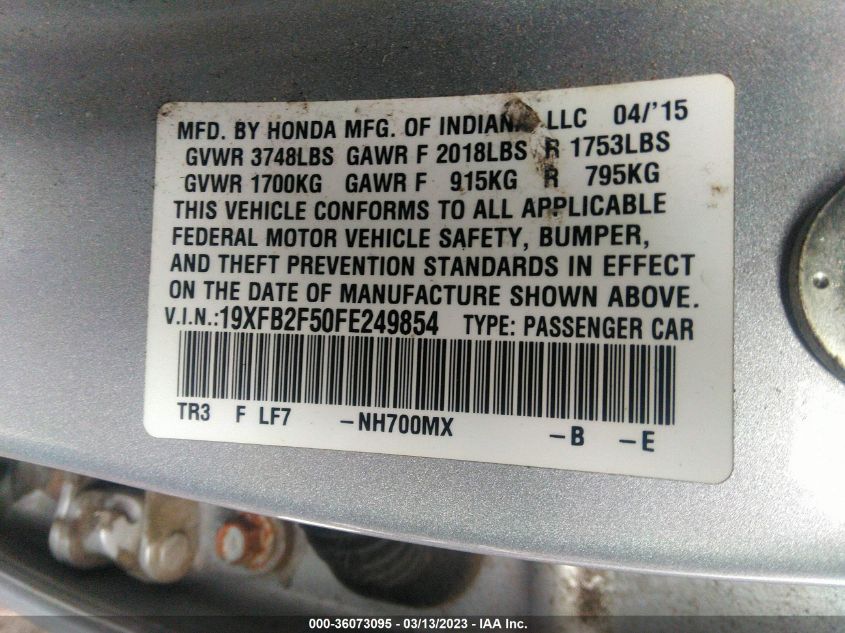 MFD. BY HONDA MFG. OF INDIANA LLC 04/'15
GVWR 3748LBS GAWR F 2018LBS R 1753LBS
GVWR 1700KG GAWR F 915KG R 795KG
THIS VEHICLE CONFORMS TO ALL APPLICABLE
FEDERAL MOTOR VEHICLE SAFETY, BUMPER,
AND THEFT PREVENTION STANDARDS IN EFFECT
ON THE DATE OF MANUFACTURE SHOWN ABOVE.
V.I.N.:19XFB2F50FE249854 TYPE: PASSENGER CAR
TR3 F LF7 –NH700MX –B –E
000-36073095 - 03/13/2023 - IAA Inc.